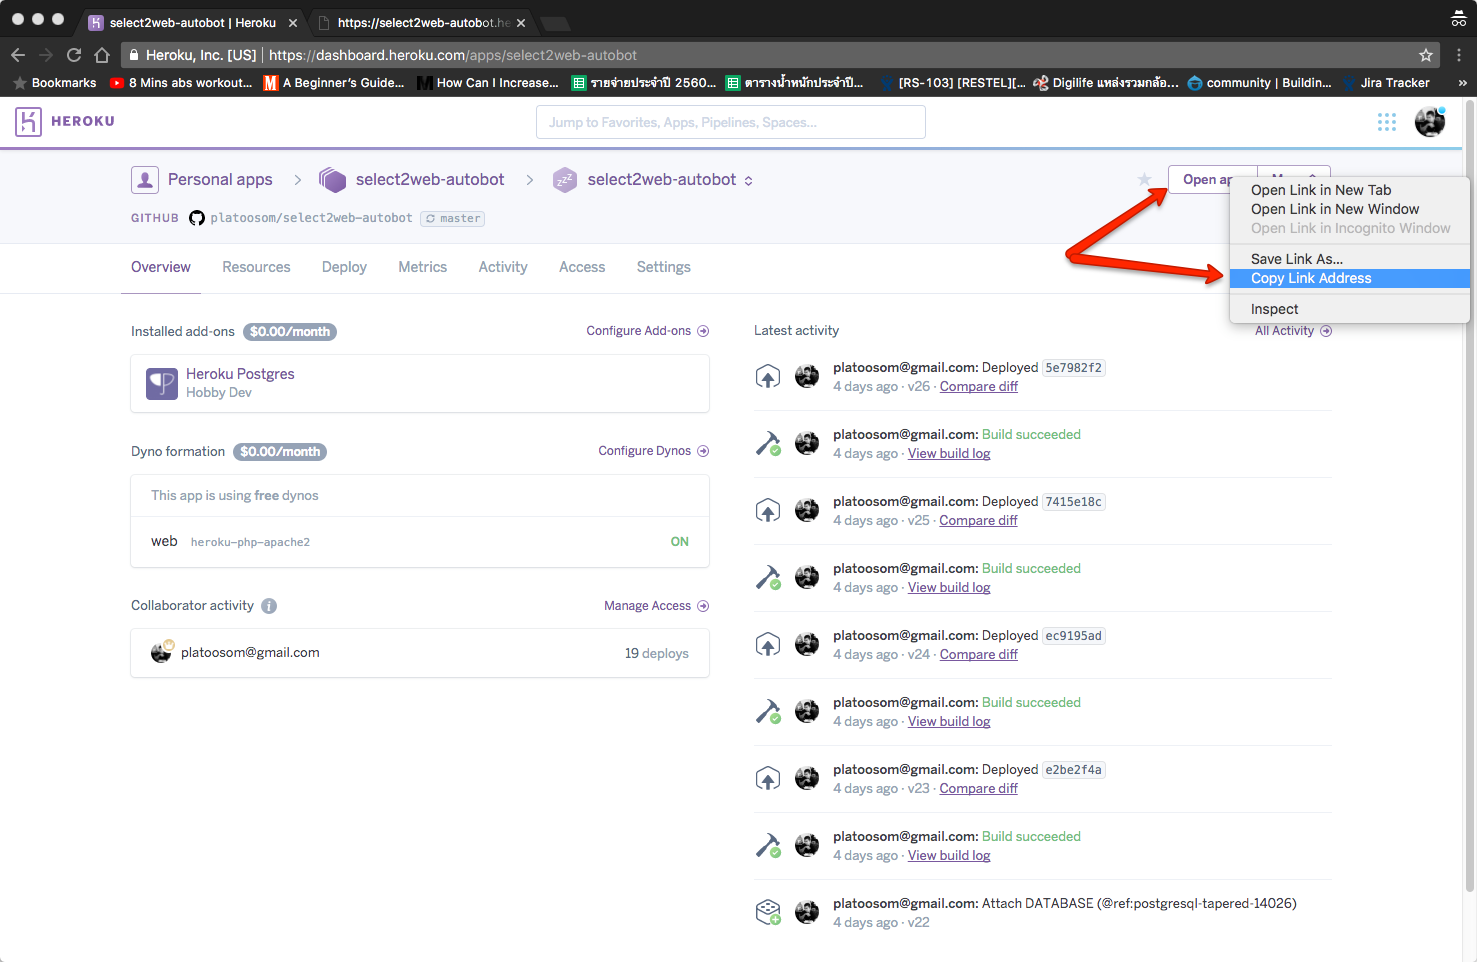 select2web-autobot | Heroku
https://select2web-autobot.he
Heroku, Inc. [US] | https://dashboard.heroku.com/apps/select2web-autobot
Bookmarks 8 Mins abs workout... A Beginner's Guide... How Can I Increase... รายจ่ายประจำปี 2560... ตารางน้ำหนักประจำปี... [RS-103] [RESTEL][... Digilife แหล่งรวมกล้อ... community | Buildin... Jira Tracker »
HEROKU
Jump to Favorites, Apps, Pipelines, Spaces...
Personal apps > select2web-autobot > select2web-autobot
Open ap
GITHUB platoosom/select2web-autobot master
Open Link in New Tab
Open Link in New Window
Open Link in Incognito Window
Save Link As...
Copy Link Address
Inspect
Overview Resources Deploy Metrics Activity Access Settings
Installed add-ons $0.00/month Configure Add-ons
Heroku Postgres
Hobby Dev
Dyno formation $0.00/month Configure Dynos
This app is using free dynos
web heroku-php-apache2 ON
Collaborator activity Manage Access
platoosom@gmail.com 19 deploys
Latest activity All Activity
platoosom@gmail.com: Deployed 5e7982f2
4 days ago · v26 · Compare diff
platoosom@gmail.com: Build succeeded
4 days ago · View build log
platoosom@gmail.com: Deployed 7415e18c
4 days ago · v25 · Compare diff
platoosom@gmail.com: Build succeeded
4 days ago · View build log
platoosom@gmail.com: Deployed ec9195ad
4 days ago · v24 · Compare diff
platoosom@gmail.com: Build succeeded
4 days ago · View build log
platoosom@gmail.com: Deployed e2be2f4a
4 days ago · v23 · Compare diff
platoosom@gmail.com: Build succeeded
4 days ago · View build log
platoosom@gmail.com: Attach DATABASE (@ref:postgresql-tapered-14026)
4 days ago · v22